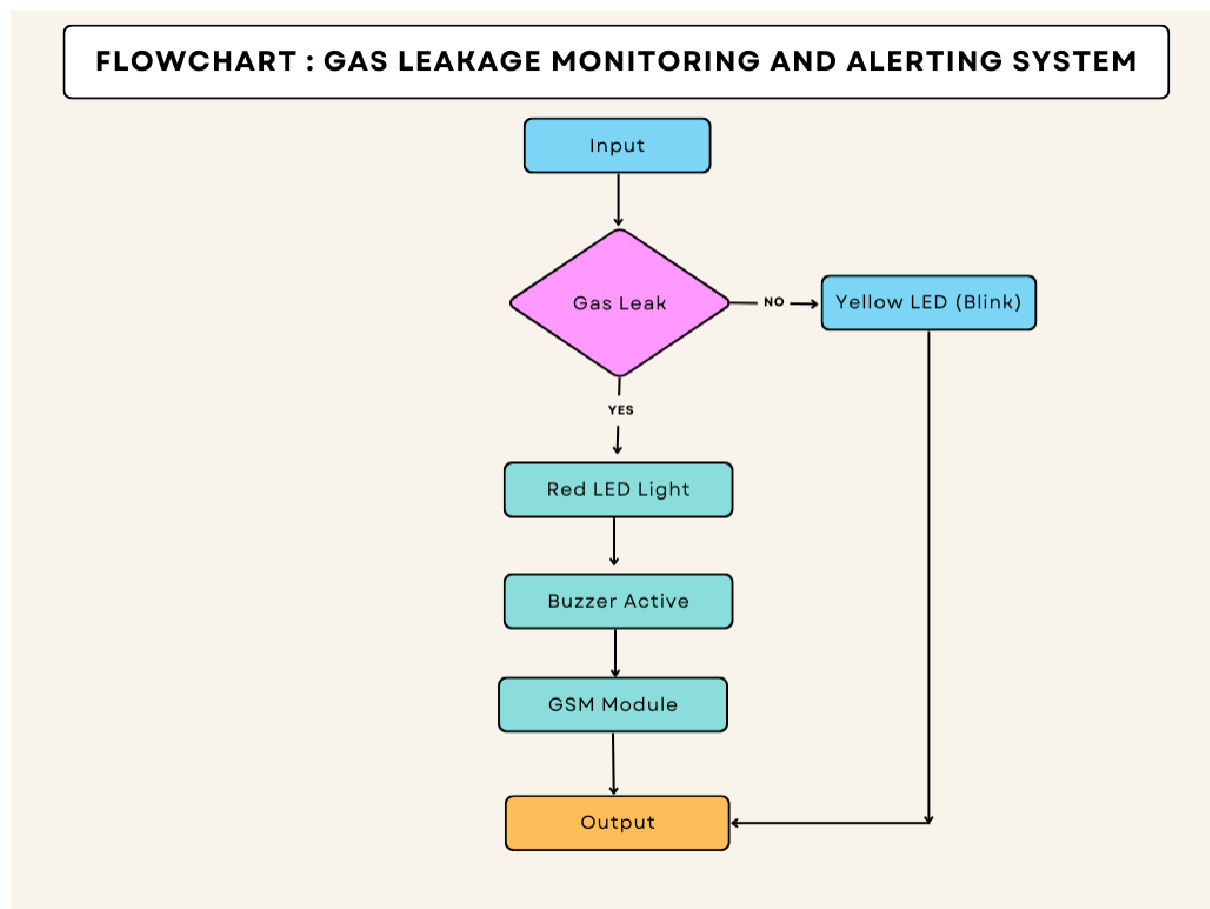 FLOWCHART : GAS LEAKAGE MONITORING AND ALERTING SYSTEM
Input
Gas Leak
NO
Yellow LED (Blink)
YES
Red LED Light
Buzzer Active
GSM Module
Output